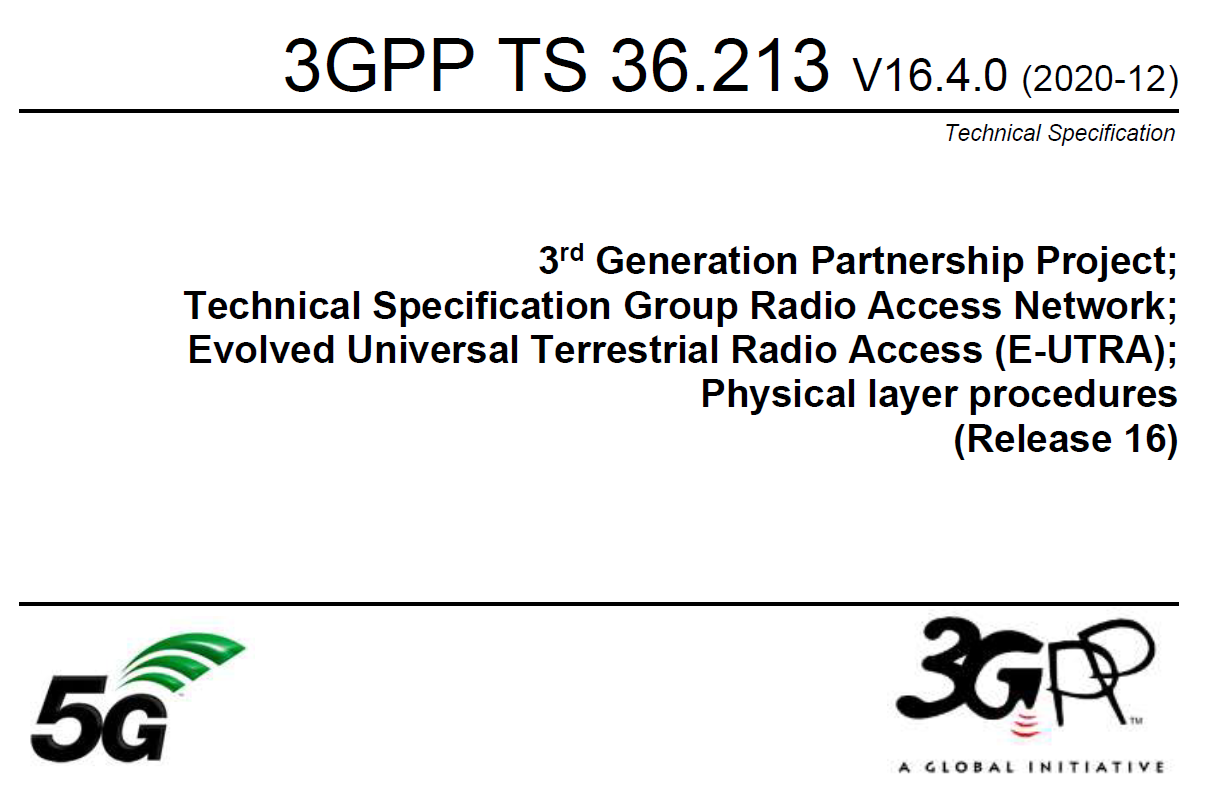 3GPP TS 36.213 V16.4.0 (2020-12)
Technical Specification
3rd Generation Partnership Project;
Technical Specification Group Radio Access Network;
Evolved Universal Terrestrial Radio Access (E-UTRA);
Physical layer procedures
(Release 16)
5G
3GPP TM
A GLOBAL INITIATIVE